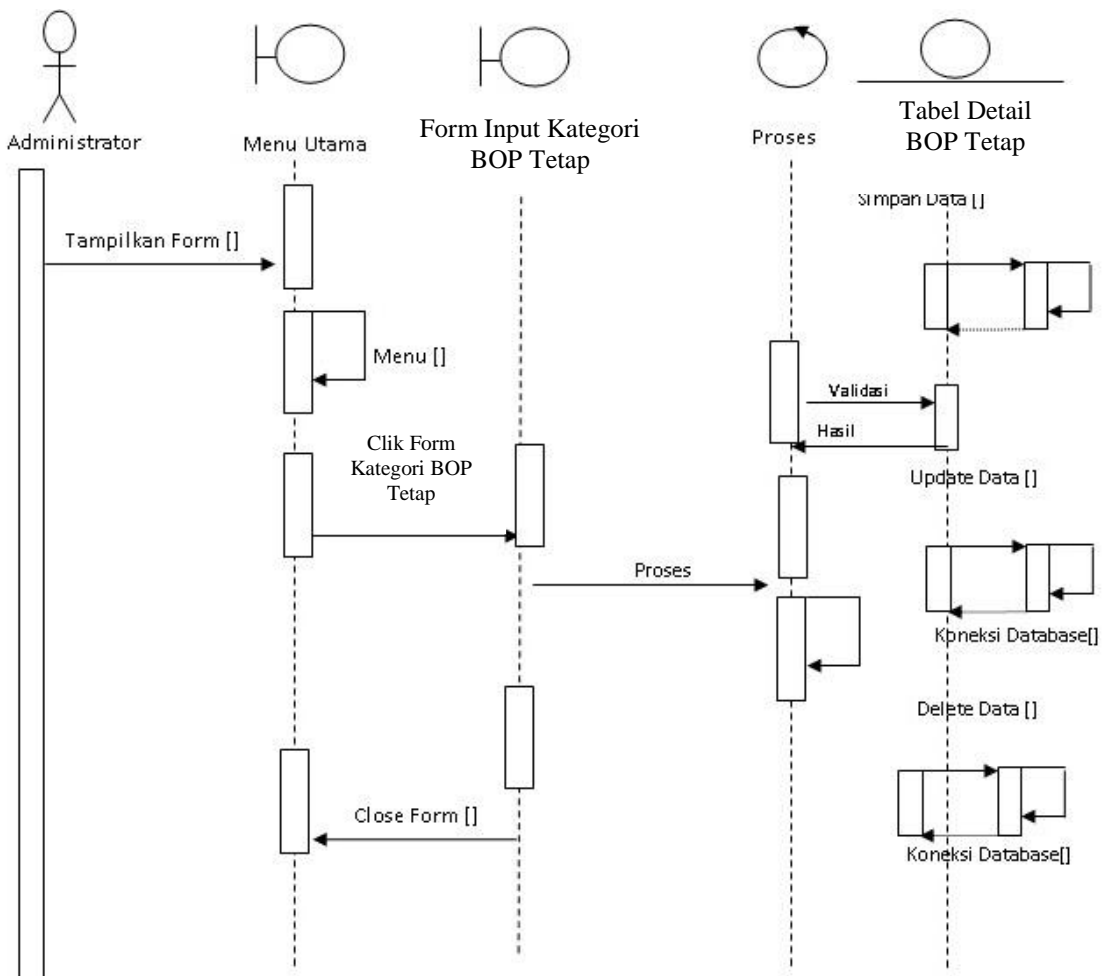 Administrator
Menu Utama
Form Input Kategori
BOP Tetap
Proses
Tabel Detail
BOP Tetap
Simpan Data []
Tampilkan Form []
Menu []
Validasi
Hasil
Clik Form
Kategori BOP
Tetap
Update Data []
Proses
Koneksi Database[]
Delete Data []
Close Form []
Koneksi Database[]